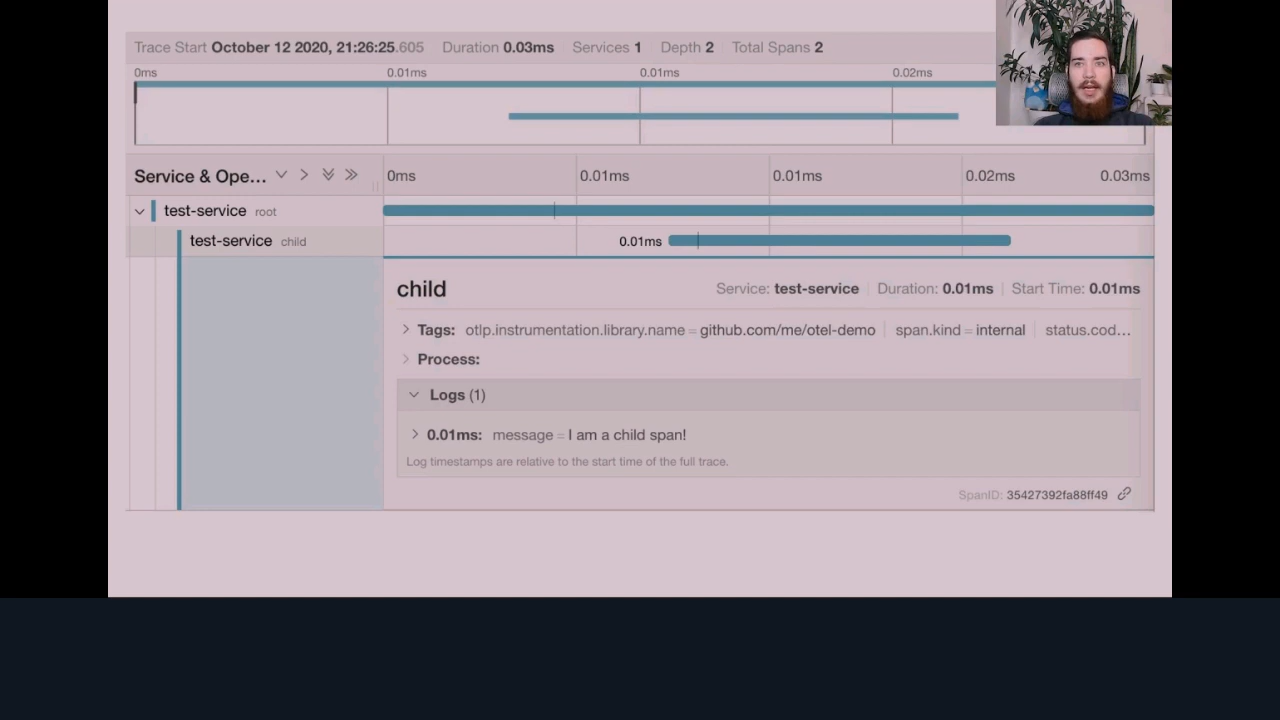 Trace Start October 12 2020, 21:26:25.605 Duration 0.03ms Services 1 Depth 2 Total Spans 2
0ms 0.01ms 0.01ms 0.02ms
Service & Ope... 0ms 0.01ms 0.01ms 0.02ms 0.03ms
test-service root
test-service child 0.01ms
child Service: test-service Duration: 0.01ms Start Time: 0.01ms
Tags: otlp.instrumentation.library.name = github.com/me/otel-demo span.kind = internal status.cod...
Process:
Logs (1)
0.01ms: message = I am a child span!
Log timestamps are relative to the start time of the full trace.
SpanID: 35427392fa88ff49